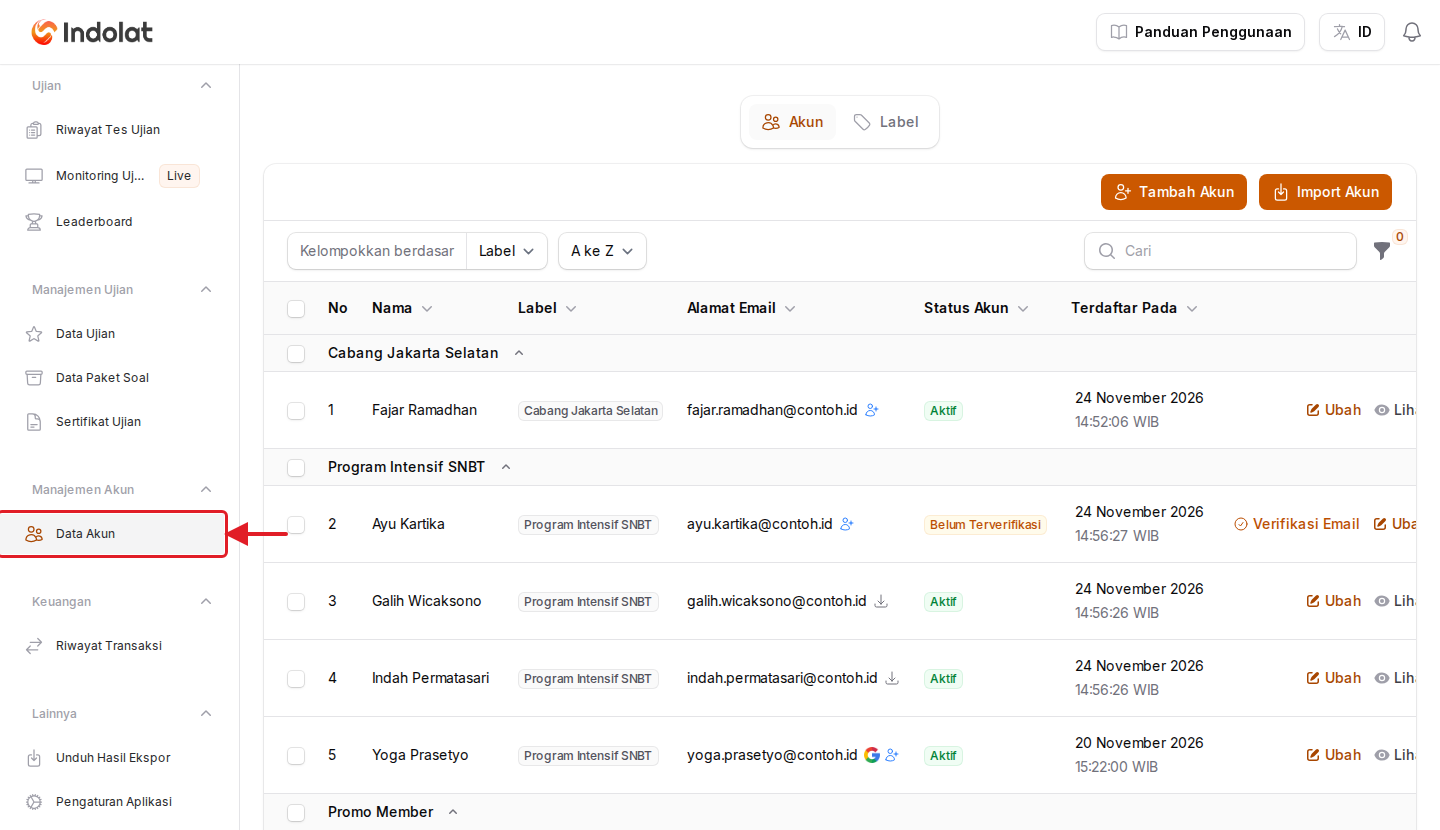 Indolat
Panduan Penggunaan
ID
Ujian
Riwayat Tes Ujian
Monitoring Uj... Live
Leaderboard
Manajemen Ujian
Data Ujian
Data Paket Soal
Sertifikat Ujian
Manajemen Akun
Data Akun
Keuangan
Riwayat Transaksi
Lainnya
Unduh Hasil Ekspor
Pengaturan Aplikasi
Akun Label
Tambah Akun Import Akun
Kelompokkan berdasar Label A ke Z Cari 0
No Nama Label Alamat Email Status Akun Terdaftar Pada
Cabang Jakarta Selatan
1 Fajar Ramadhan Cabang Jakarta Selatan fajar.ramadhan@contoh.id Aktif 24 November 2026 Ubah
14:52:06 WIB
Program Intensif SNBT
2 Ayu Kartika Program Intensif SNBT ayu.kartika@contoh.id Belum Terverifikasi 24 November 2026 Verifikasi Email
14:56:27 WIB
3 Galih Wicaksono Program Intensif SNBT galih.wicaksono@contoh.id Aktif 24 November 2026 Ubah
14:56:26 WIB
4 Indah Permatasari Program Intensif SNBT indah.permatasari@contoh.id Aktif 24 November 2026 Ubah
14:56:26 WIB
5 Yoga Prasetyo Program Intensif SNBT yoga.prasetyo@contoh.id Aktif 20 November 2026 Ubah
15:22:00 WIB
Promo Member